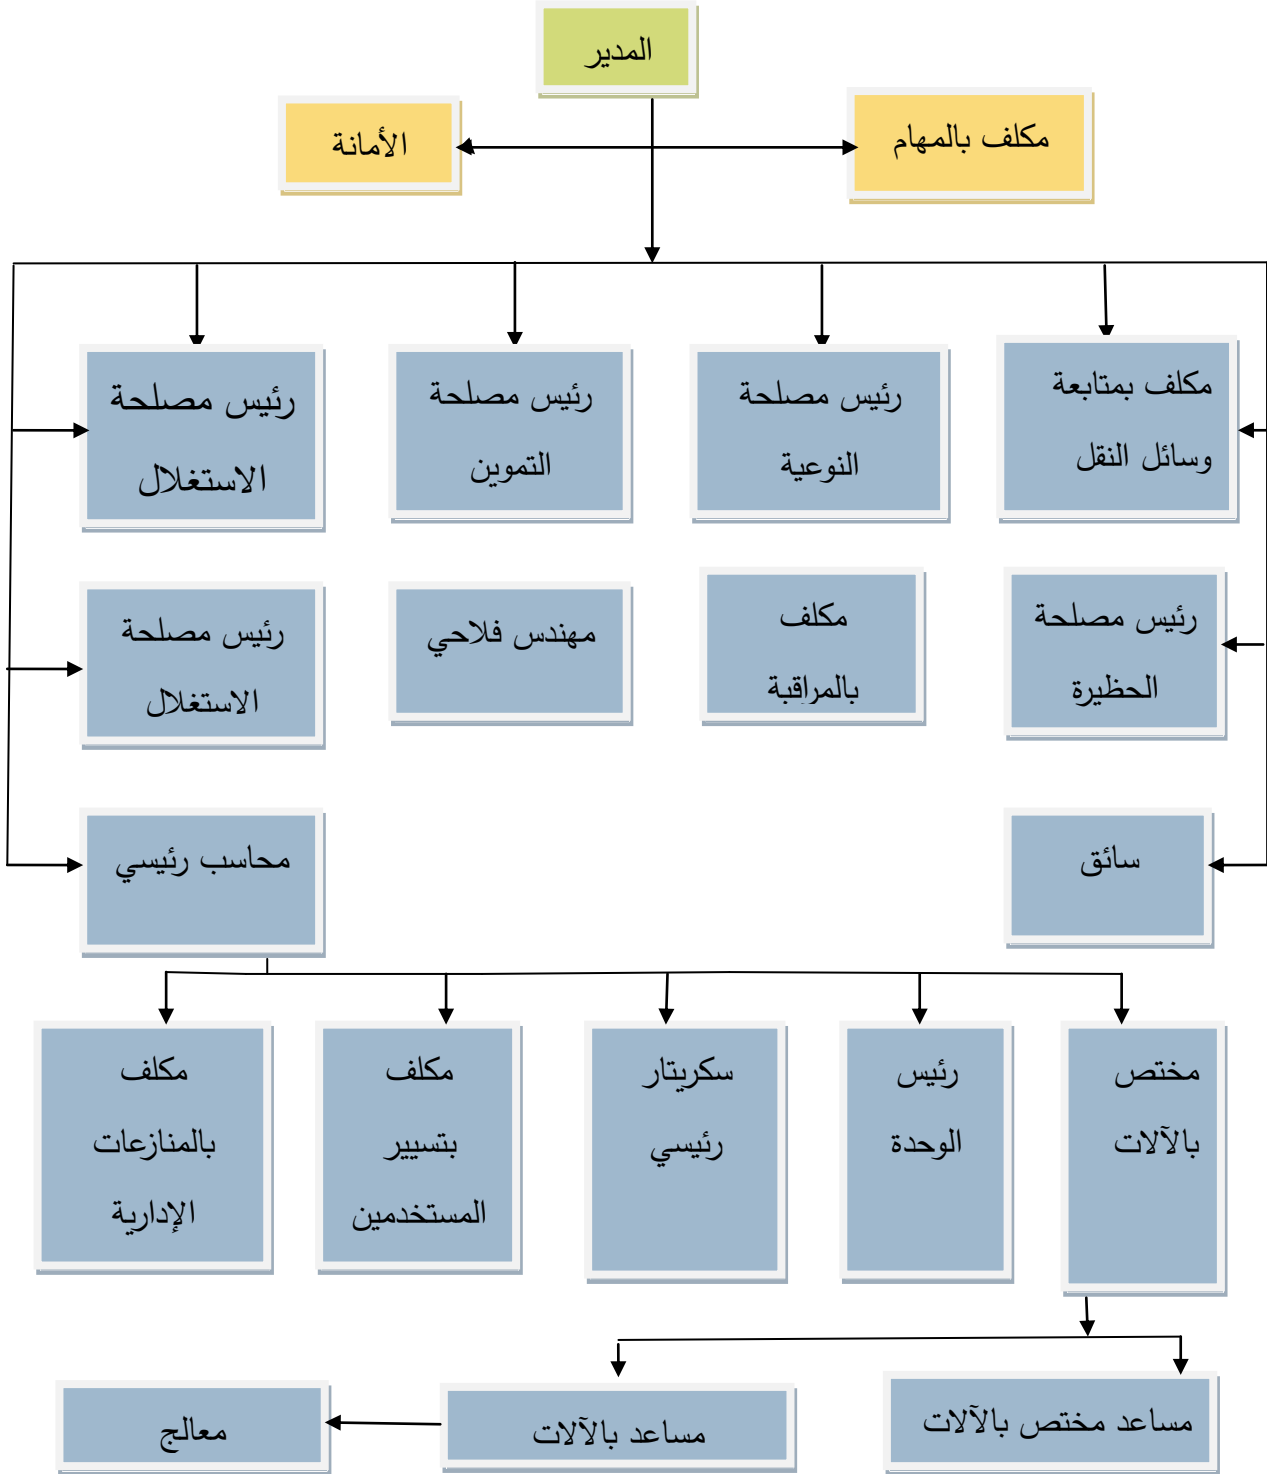 المدير
مكلف بالمهام
الأمانة
مكلف بمتابعة
وسائل النقل
رئيس مصلحة
النوعية
رئيس مصلحة
التموين
رئيس مصلحة
الاستغلال
رئيس مصلحة
الحظيرة
مكلف
بالمراقبة
مهندس فلاحي
رئيس مصلحة
الاستغلال
سائق
محاسب رئيسي
مختص
بالآلات
رئيس
الوحدة
سكريتار
رئيسي
مكلف
بتسيير
المستخدمين
مكلف
بالمنازعات
الإدارية
مساعد مختص بالآلات
مساعد بالآلات
معالج